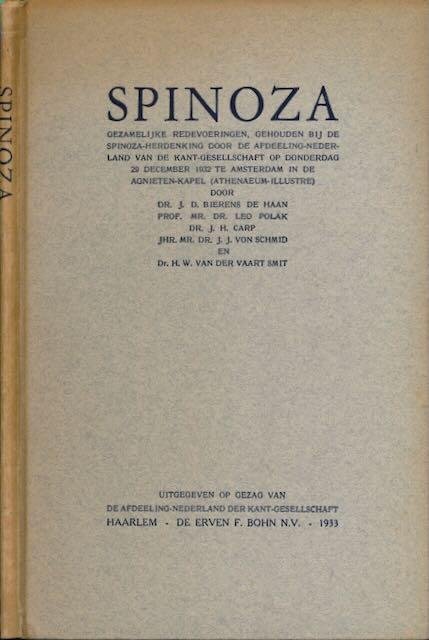 SPINOZA
SPINOZA
GEZAMELIJKE REDEVOERINGEN, GEHOUDEN BIJ DE
SPINOZA-HERDENKING DOOR DE AFDEELING-NEDER-
LAND VAN DE KANT-GESELLSCHAFT OP DONDERDAG
29 DECEMBER 1932 TE AMSTERDAM IN DE
AGNIETEN-KAPEL (ATHENAEUM-ILLUSTRE)
DOOR
DR. J. D. BIERENS DE HAAN
PROF. MR. DR. LEO POLAK
DR. J. H. CARP
JHR. MR. DR. J. J. VON SCHMID
EN
Dr. H. W. VAN DER VAART SMIT
UITGEGEVEN OP GEZAG VAN
DE AFDEELING-NEDERLAND DER KANT-GESELLSCHAFT
HAARLEM - DE ERVEN F. BOHN N.V. - 1933